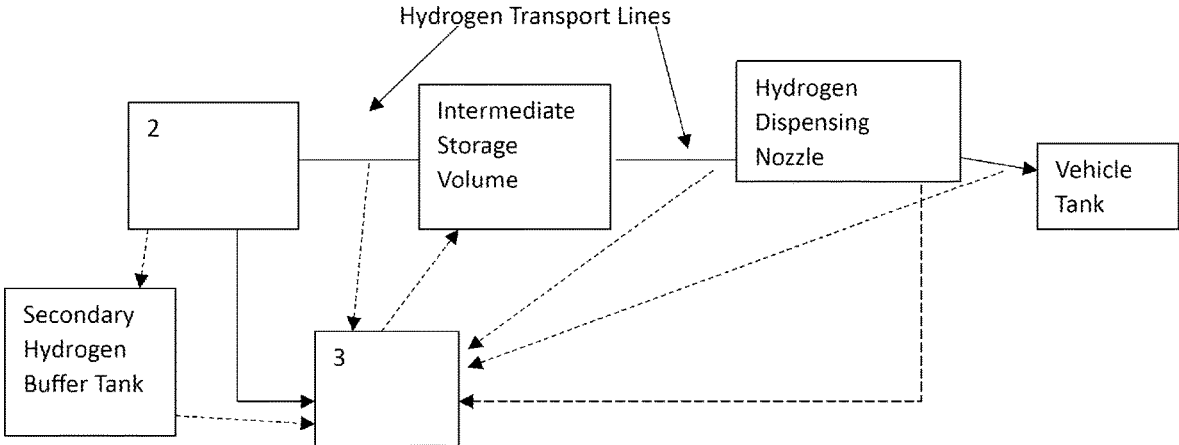 Hydrogen Transport Lines
2
Intermediate
Storage
Volume
Hydrogen
Dispensing
Nozzle
Vehicle
Tank
Secondary
Hydrogen
Buffer Tank
3